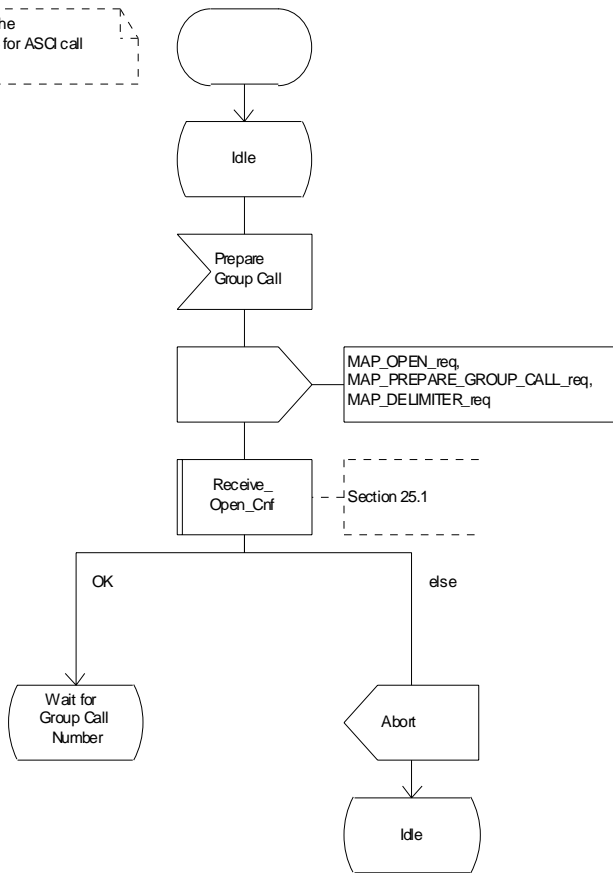 he
for ASCI call
Idle
Prepare
Group Call
MAP_OPEN_req,
MAP_PREPARE_GROUP_CALL_req,
MAP_DELIMITER_req
Receive_
Open_Cnf
Section 25.1
OK
else
Wait for
Group Call
Number
Abort
Idle